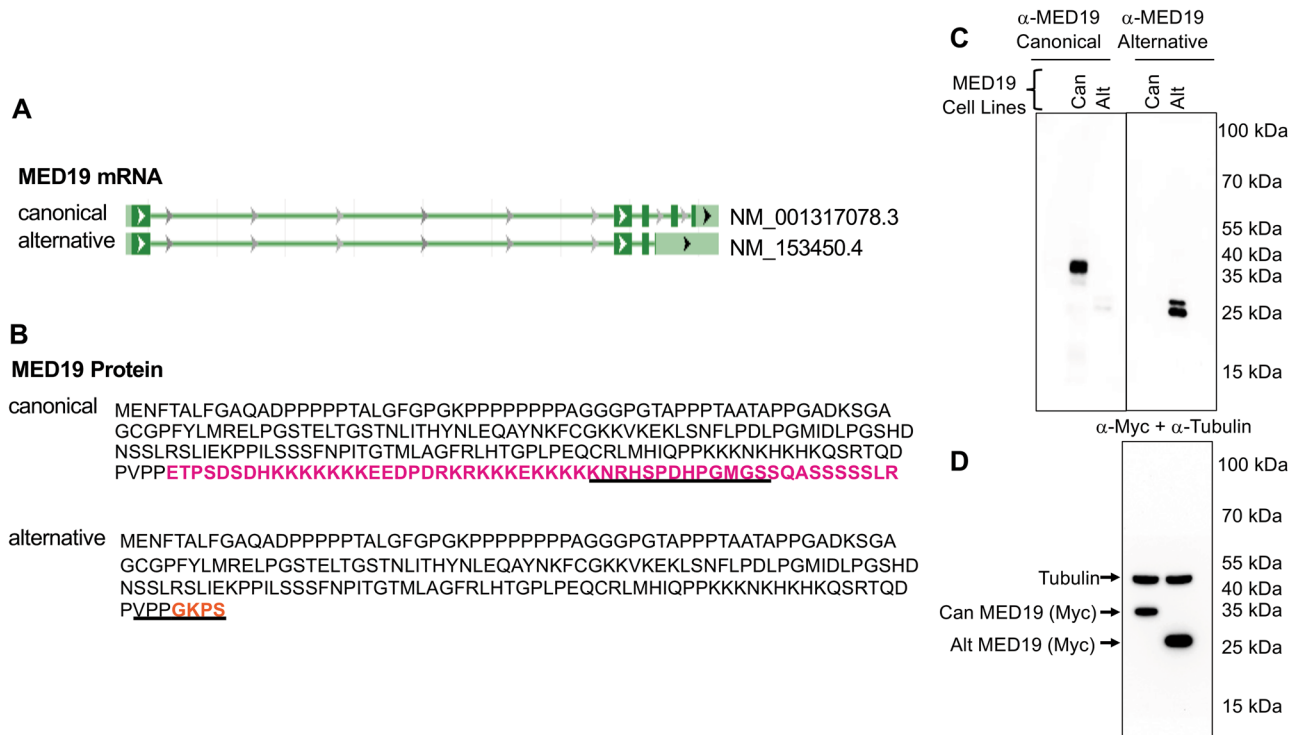 A
MED19 mRNA
canonical
NM_001317078.3
alternative
NM_153450.4
B
MED19 Protein
canonical
MENFTALFGAQADPPPPPTALGFGPGKPPPPPPPPAGGGPGTAPPPTAATAPPGADKSGA
GCGPFYLMRELPGSTELTGSTNLITHYNLEQAYNKFCGKKVKEKLSNFLPDLPGMIDLPGSHD
NSSLRSLIEKPPILSSSFNPITGTMLAGFRLHTGPLPEQCRLMHIQPPKKKNKHKHKQSRTQD
PVPPETPSDSDHKKKKKKKEEDPDRKRKKKEKKKKKNRHSPDHPGMGSSQASSSSSLR
alternative
MENFTALFGAQADPPPPPTALGFGPGKPPPPPPPPAGGGPGTAPPPTAATAPPGADKSGA
GCGPFYLMRELPGSTELTGSTNLITHYNLEQAYNKFCGKKVKEKLSNFLPDLPGMIDLPGSHD
NSSLRSLIEKPPILSSSFNPITGTMLAGFRLHTGPLPEQCRLMHIQPPKKKNKHKHKQSRTQD
PVPPGKPS
C
α-MED19 Canonical
α-MED19 Alternative
MED19 Cell Lines
Can
Alt
Can
Alt
100 kDa
70 kDa
55 kDa
40 kDa
35 kDa
25 kDa
15 kDa
D
α-Myc + α-Tubulin
Tubulin
Can MED19 (Myc)
Alt MED19 (Myc)
100 kDa
70 kDa
55 kDa
40 kDa
35 kDa
25 kDa
15 kDa